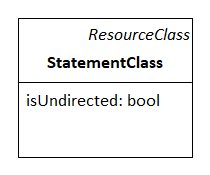 ResourceClass
StatementClass
isUndirected: bool